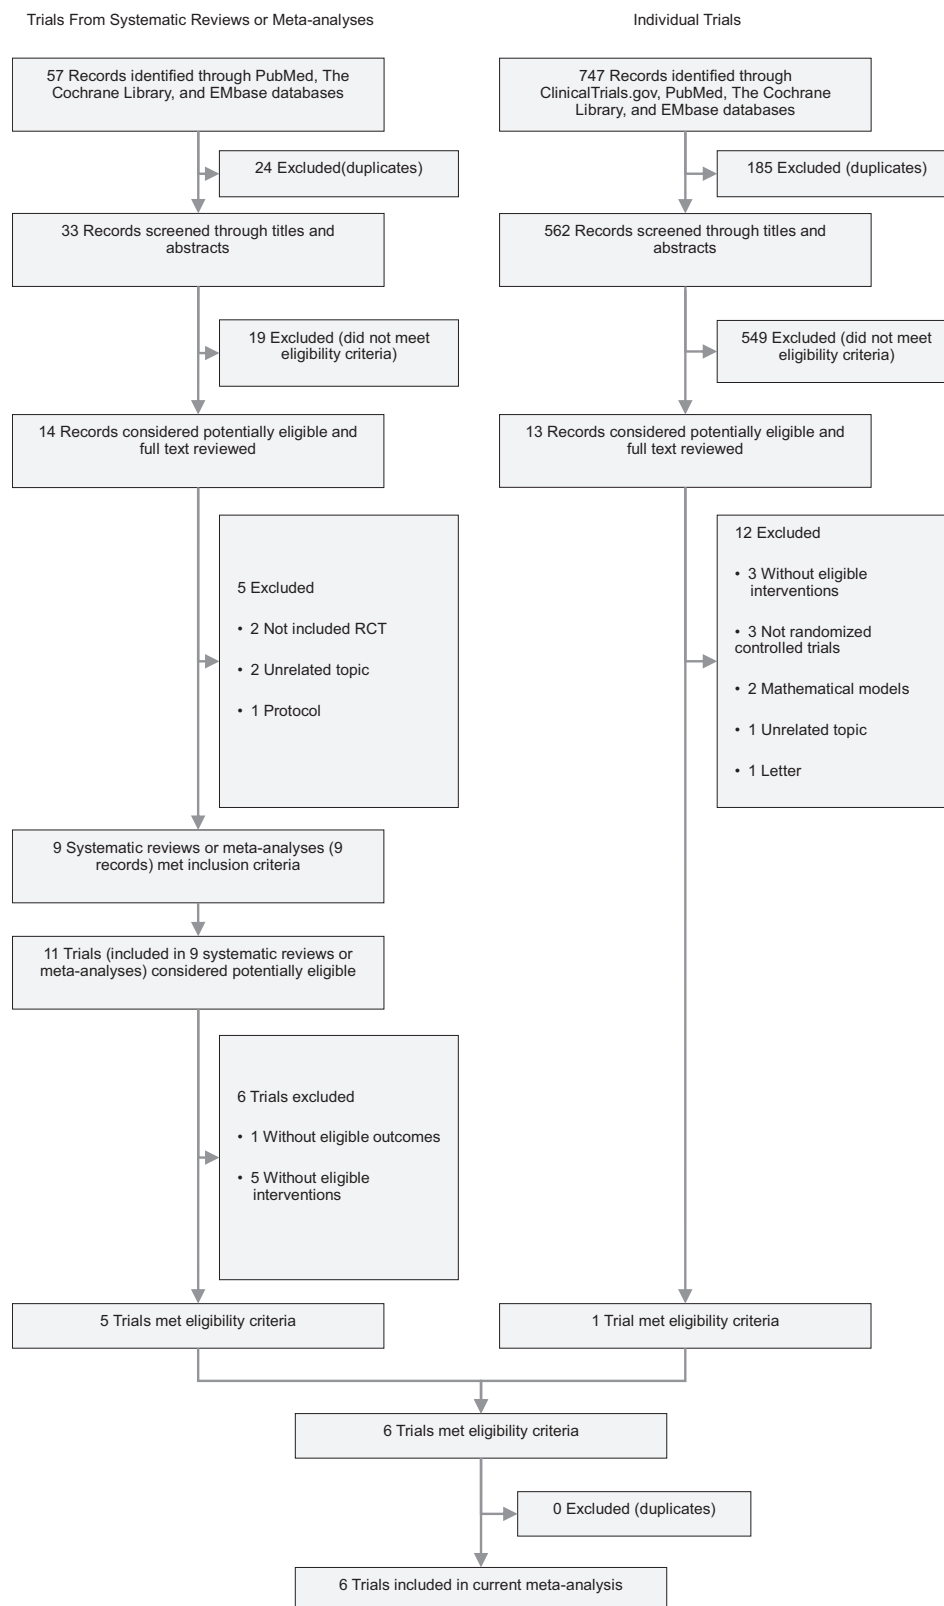 Trials From Systematic Reviews or Meta-analyses
Individual Trials
57 Records identified through PubMed, The
Cochrane Library, and EMbase databases
747 Records identified through
ClinicalTrials.gov, PubMed, The Cochrane
Library, and EMbase databases
24 Excluded(duplicates)
185 Excluded (duplicates)
33 Records screened through titles and
abstracts
562 Records screened through titles and
abstracts
19 Excluded (did not meet
eligibility criteria)
549 Excluded (did not meet
eligibility criteria)
14 Records considered potentially eligible and
full text reviewed
13 Records considered potentially eligible and
full text reviewed
5 Excluded
• 2 Not included RCT
• 2 Unrelated topic
• 1 Protocol
12 Excluded
• 3 Without eligible
interventions
• 3 Not randomized
controlled trials
• 2 Mathematical models
• 1 Unrelated topic
• 1 Letter
9 Systematic reviews or meta-analyses (9
records) met inclusion criteria
11 Trials (included in 9 systematic reviews or
meta-analyses) considered potentially eligible
6 Trials excluded
• 1 Without eligible outcomes
• 5 Without eligible
interventions
5 Trials met eligibility criteria
1 Trial met eligibility criteria
6 Trials met eligibility criteria
0 Excluded (duplicates)
6 Trials included in current meta-analysis